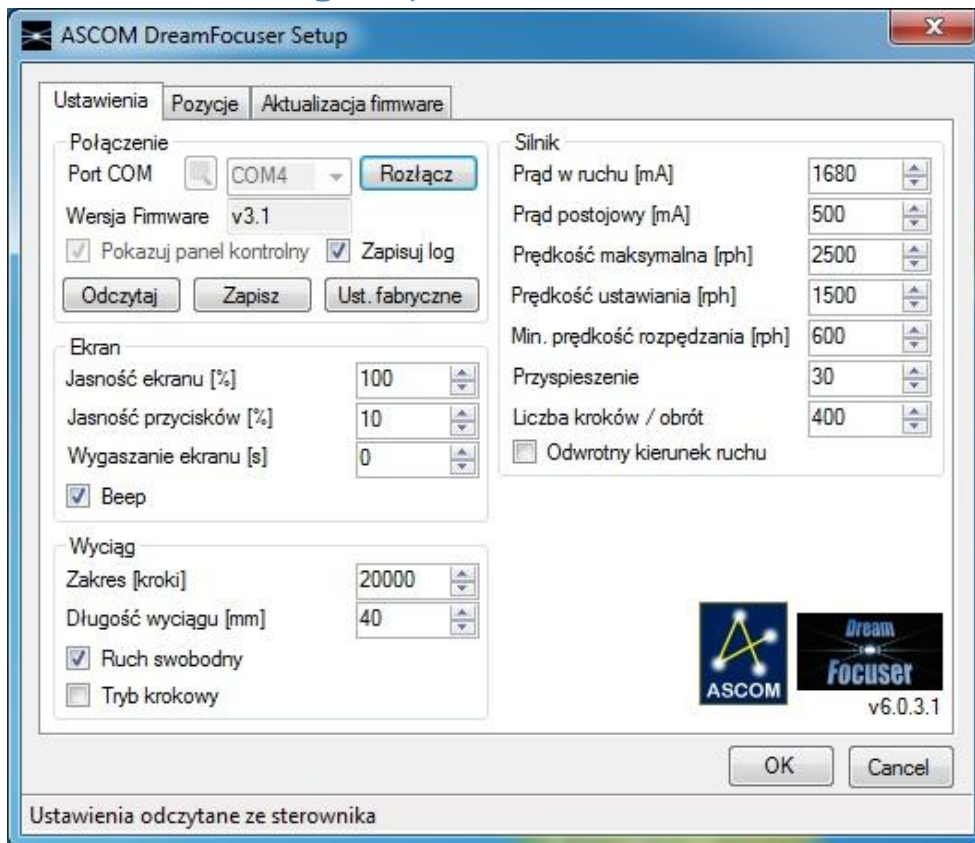 ASCOM DreamFocuser Setup
Ustawienia Pozycje Aktualizacja firmware
Połączenie
Port COM COM4 Rozłącz
Wersja Firmware v3.1
Pokazuj panel kontrolny Zapisuj log
Odczytaj Zapisz Ust. fabryczne
Ekran
Jasność ekranu [%] 100
Jasność przycisków [%] 10
Wygaszanie ekranu [s] 0
Beep
Wyciąg
Zakres [kroki] 20000
Długość wyciągu [mm] 40
Ruch swobodny
Tryb krokowy
Silnik
Prąd w ruchu [mA] 1680
Prąd postojowy [mA] 500
Prędkość maksymalna [rph] 2500
Prędkość ustawiania [rph] 1500
Min. prędkość rozpędzania [rph] 600
Przyspieszenie 30
Liczba kroków / obrót 400
Odwrotny kierunek ruchu
ASCOM
Dream
Focuser
v6.0.3.1
OK Cancel
Ustawienia odczytane ze sterownika